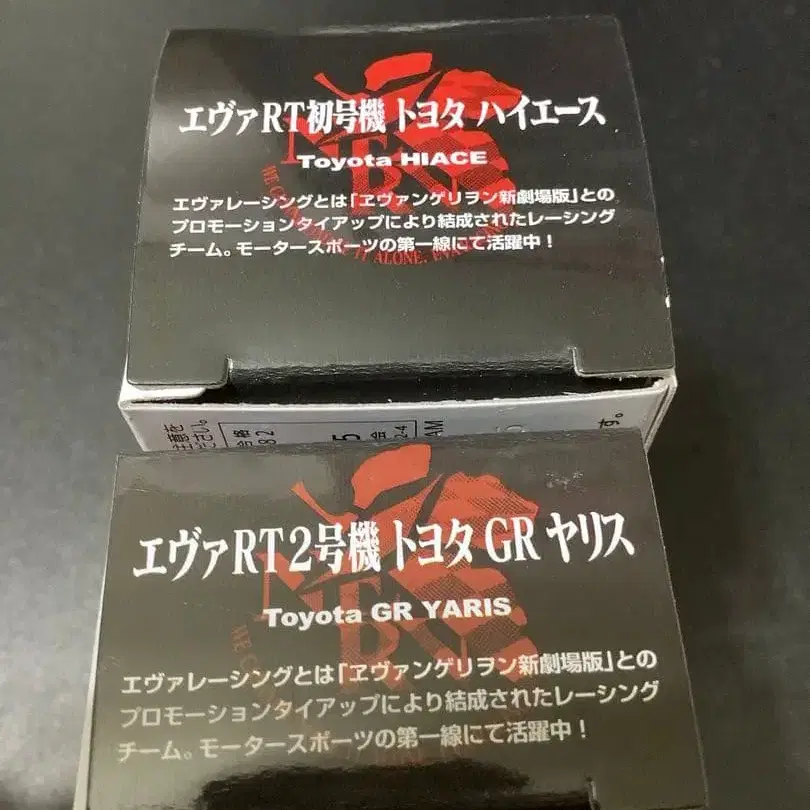 エヴァRT初号機 トヨタ ハイエース
Toyota HIACE
エヴァレーシングとは「ヱヴァンゲリヲン新劇場版」との
プロモーションタイアップにより結成されたレーシング
チーム。モータースポーツの第一線にて活躍中!
エヴァRT2号機 トヨタ GR ヤリス
Toyota GR YARIS
エヴァレーシングとは「ヱヴァンゲリヲン新劇場版」との
プロモーションタイアップにより結成されたレーシング
チーム。モータースポーツの第一線にて活躍中!